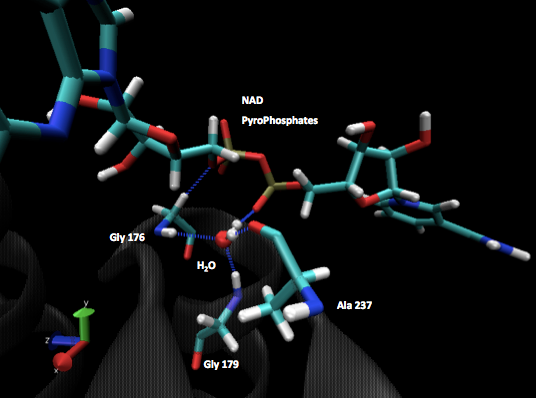 NAD
PyroPhosphates
Gly 176
H₂O
Ala 237
Gly 179
y
z
x